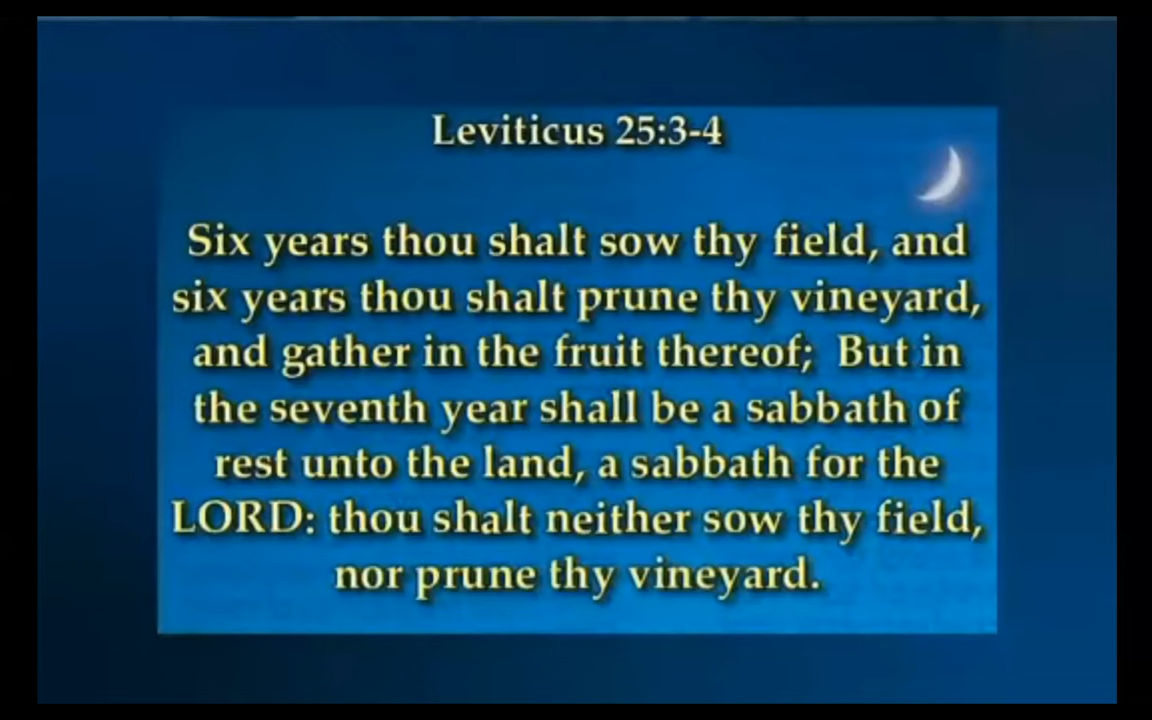 Leviticus 25:3-4
Six years thou shalt sow thy field, and
six years thou shalt prune thy vineyard,
and gather in the fruit thereof;  But in
the seventh year shall be a sabbath of
rest unto the land, a sabbath for the
LORD: thou shalt neither sow thy field,
nor prune thy vineyard.